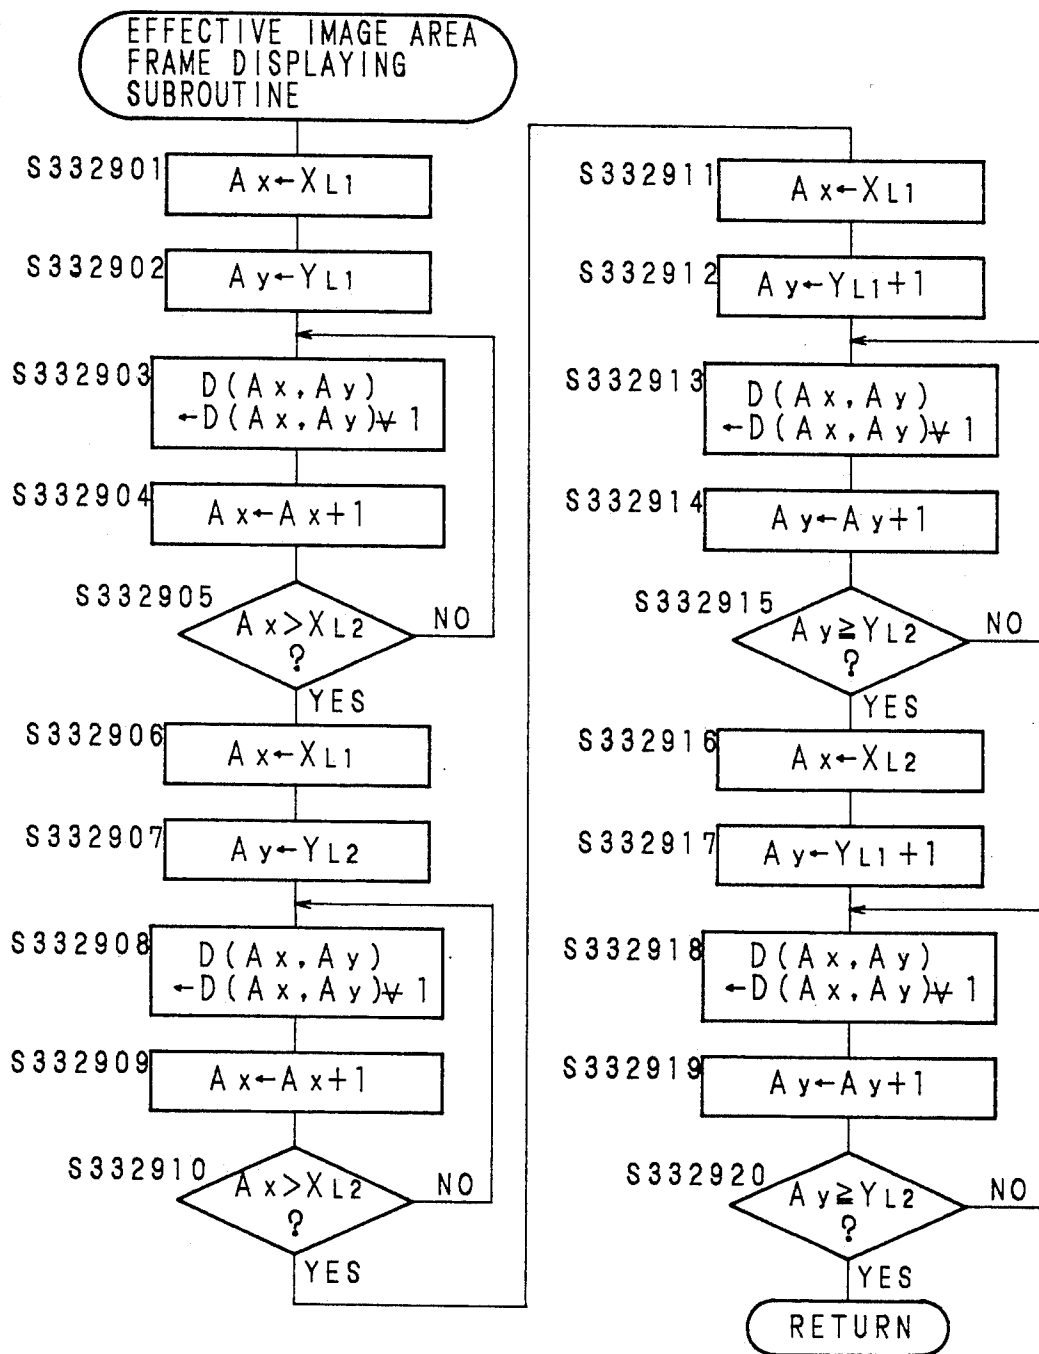 EFFECTIVE IMAGE AREA
FRAME DISPLAYING
SUBROUTINE
S332901
Ax←XL1
S332902
Ay←YL1
S332903
D(Ax,Ay)
←D(Ax,Ay)⊻1
S332904
Ax←Ax+1
S332905
Ax>XL2
?
NO
YES
S332906
Ax←XL1
S332907
Ay←YL2
S332908
D(Ax,Ay)
←D(Ax,Ay)⊻1
S332909
Ax←Ax+1
S332910
Ax>XL2
?
NO
YES
S332911
Ax←XL1
S332912
Ay←YL1+1
S332913
D(Ax,Ay)
←D(Ax,Ay)⊻1
S332914
Ay←Ay+1
S332915
Ay≧YL2
?
NO
YES
S332916
Ax←XL2
S332917
Ay←YL1+1
S332918
D(Ax,Ay)
←D(Ax,Ay)⊻1
S332919
Ay←Ay+1
S332920
Ay≧YL2
?
NO
YES
RETURN